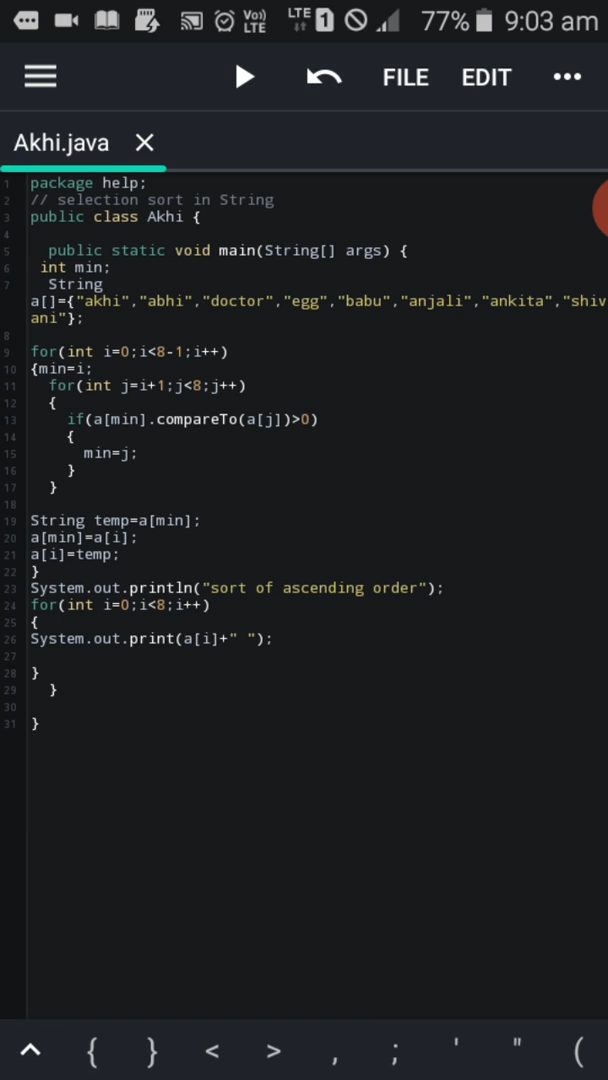 Vo)) LTE LTE 1 77% 9:03 am
FILE EDIT
Akhi.java
1 package help;
2 // selection sort in String
3 public class Akhi {
4
5 public static void main(String[] args) {
6 int min;
7 String
a[]={"akhi","abhi","doctor","egg","babu","anjali","ankita","shiv
ani"};
8
9 for(int i=0;i<8-1;i++)
10 {min=i;
11 for(int j=i+1;j<8;j++)
12 {
13 if(a[min].compareTo(a[j])>0)
14 {
15 min=j;
16 }
17 }
18
19 String temp=a[min];
20 a[min]=a[i];
21 a[i]=temp;
22 }
23 System.out.println("sort of ascending order");
24 for(int i=0;i<8;i++)
25 {
26 System.out.print(a[i]+" ");
27
28 }
29 }
30
31 }
{ } < > , ; ' " (